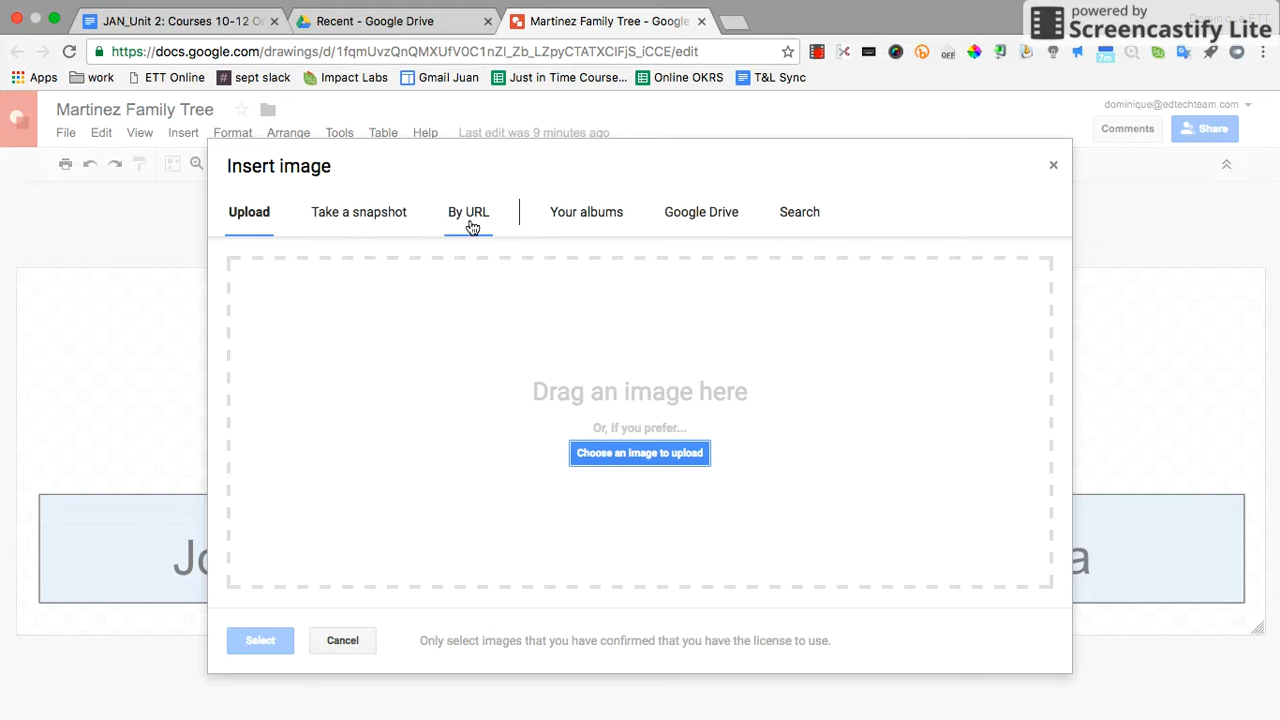 powered by
Screencastify Lite
JAN_Unit 2: Courses 10-12 O
Recent - Google Drive
Martinez Family Tree - Google
https://docs.google.com/drawings/d/1fqmUvzQnQMXUfV0C1nZI_Zb_LZpyCTATXClFjS_iCCE/edit
OFF
7m
Apps
work
ETT Online
sept slack
Impact Labs
Gmail Juan
Just in Time Course...
Online OKRS
T&L Sync
Martinez Family Tree
dominique@edtechteam.com
File Edit View Insert Format Arrange Tools Table Help Last edit was 9 minutes ago
Comments
Share
Insert image
Upload Take a snapshot By URL Your albums Google Drive Search
Drag an image here
Or, if you prefer...
Choose an image to upload
Jo
a
Select
Cancel
Only select images that you have confirmed that you have the license to use.